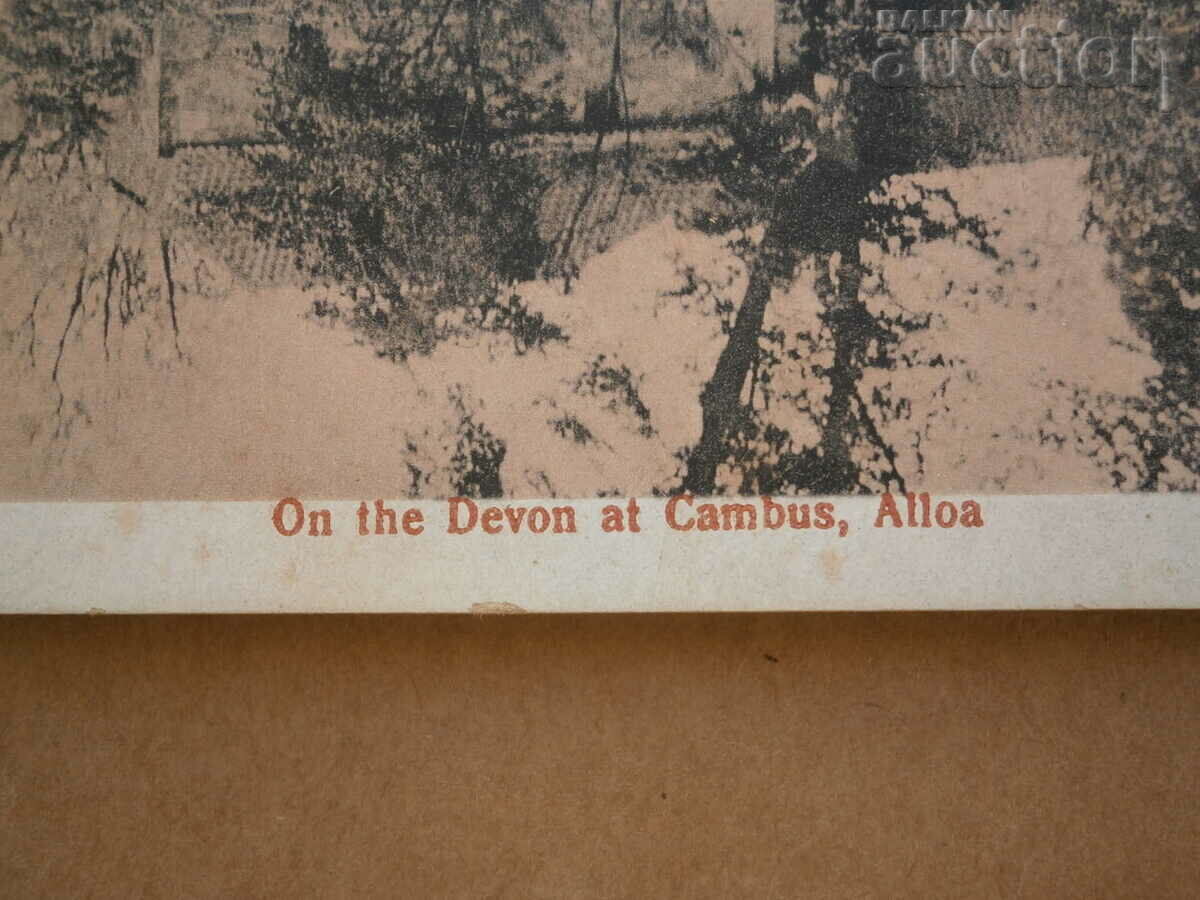 BALKAN
auction
On the Devon at Cambus, Alloa